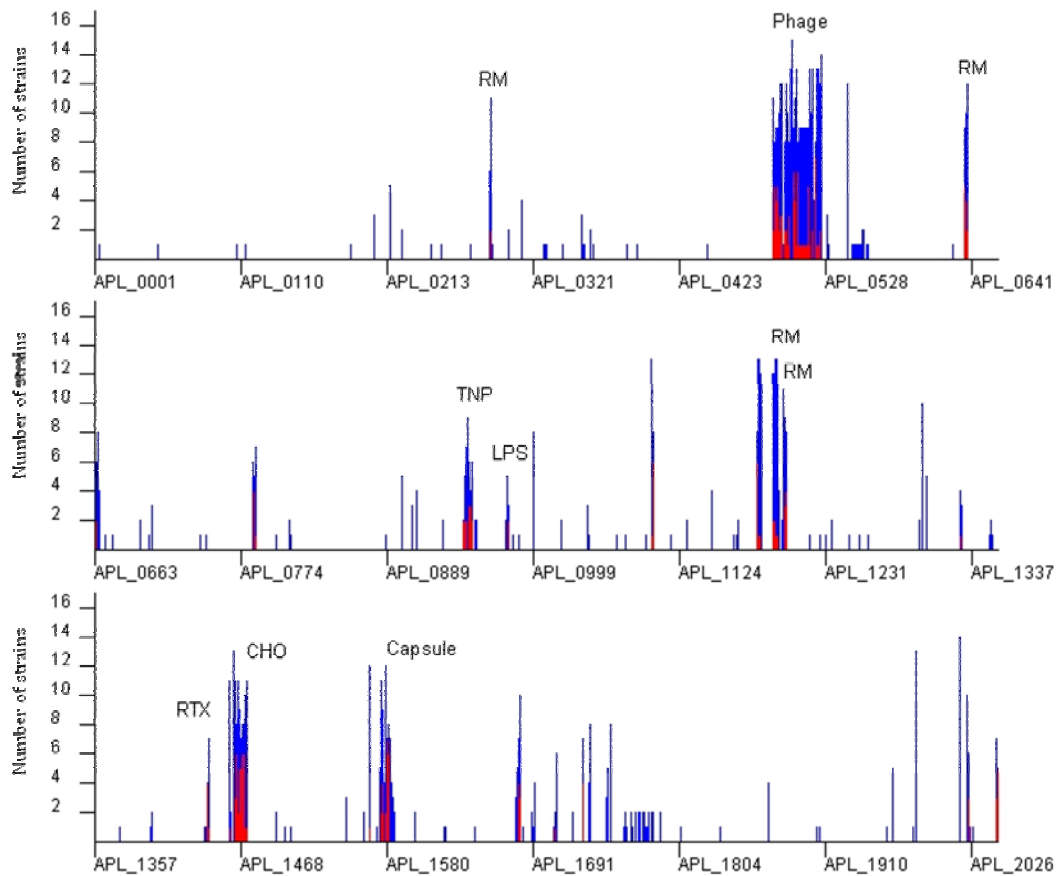 16
Phage
14
RM
RM
12
10
8
6
4
2
Number of strains
APL_0001 APL_0110 APL_0213 APL_0321 APL_0423 APL_0528 APL_0641
16
14
RM
12
RM
10
TNP
8
LPS
6
4
2
Number of strains
APL_0663 APL_0774 APL_0889 APL_0999 APL_1124 APL_1231 APL_1337
16
14
CHO
Capsule
12
10
RTX
8
6
4
2
Number of strains
APL_1357 APL_1468 APL_1580 APL_1691 APL_1804 APL_1910 APL_2026